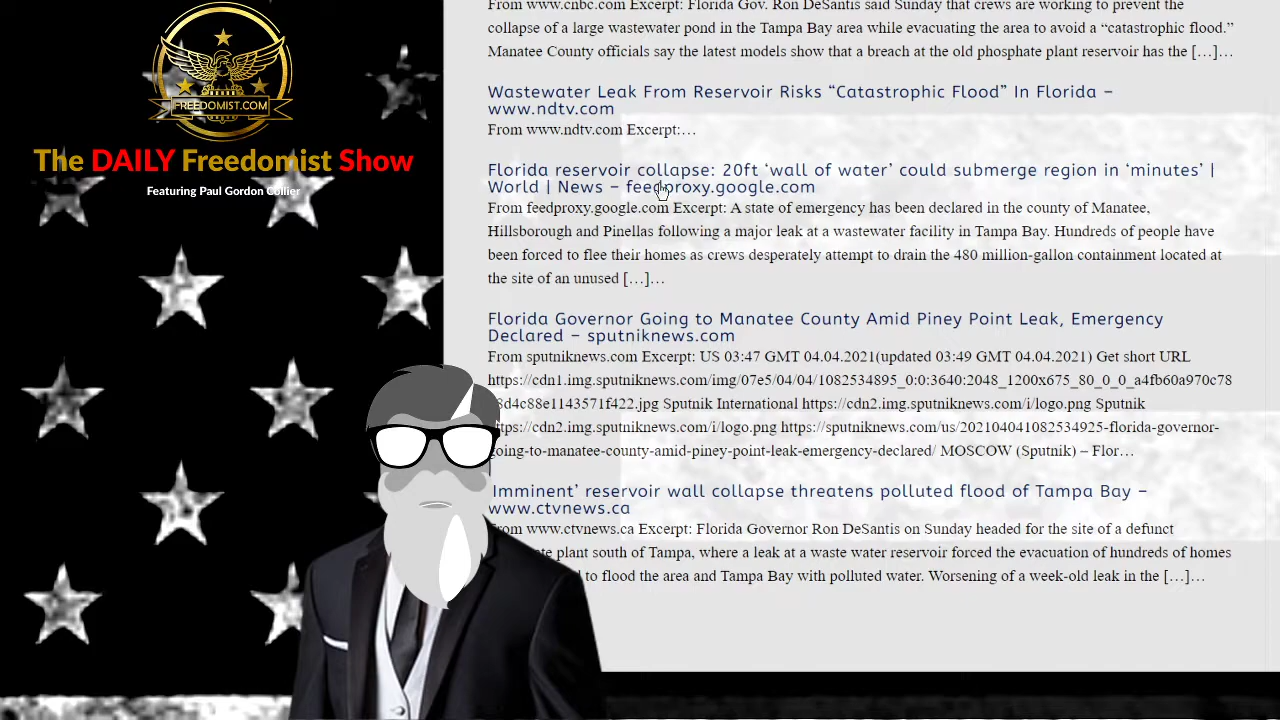 FREEDOMIST.COM
The DAILY Freedomist Show
Featuring Paul Gordon Collier
From www.cnbc.com Excerpt: Florida Gov. Ron DeSantis said Sunday that crews are working to prevent the
collapse of a large wastewater pond in the Tampa Bay area while evacuating the area to avoid a “catastrophic flood.”
Manatee County officials say the latest models show that a breach at the old phosphate plant reservoir has the […]…
Wastewater Leak From Reservoir Risks “Catastrophic Flood” In Florida –
www.ndtv.com
From www.ndtv.com Excerpt:…
Florida reservoir collapse: 20ft ‘wall of water’ could submerge region in ‘minutes’ |
World | News – feedproxy.google.com
From feedproxy.google.com Excerpt: A state of emergency has been declared in the county of Manatee,
Hillsborough and Pinellas following a major leak at a wastewater facility in Tampa Bay. Hundreds of people have
been forced to flee their homes as crews desperately attempt to drain the 480 million-gallon containment located at
the site of an unused […]…
Florida Governor Going to Manatee County Amid Piney Point Leak, Emergency
Declared – sputniknews.com
From sputniknews.com Excerpt: US 03:47 GMT 04.04.2021(updated 03:49 GMT 04.04.2021) Get short URL
https://cdn1.img.sputniknews.com/img/07e5/04/04/1082534895_0:0:3640:2048_1200x675_80_0_0_a4fb60a970c78
8d4c88e1143571f422.jpg Sputnik International https://cdn2.img.sputniknews.com/i/logo.png Sputnik
https://cdn2.img.sputniknews.com/i/logo.png https://sputniknews.com/us/202104041082534925-florida-governor-
going-to-manatee-county-amid-piney-point-leak-emergency-declared/ MOSCOW (Sputnik) – Flor…
Imminent’ reservoir wall collapse threatens polluted flood of Tampa Bay –
www.ctvnews.ca
From www.ctvnews.ca Excerpt: Florida Governor Ron DeSantis on Sunday headed for the site of a defunct
plant south of Tampa, where a leak at a waste water reservoir forced the evacuation of hundreds of homes
to flood the area and Tampa Bay with polluted water. Worsening of a week-old leak in the […]…